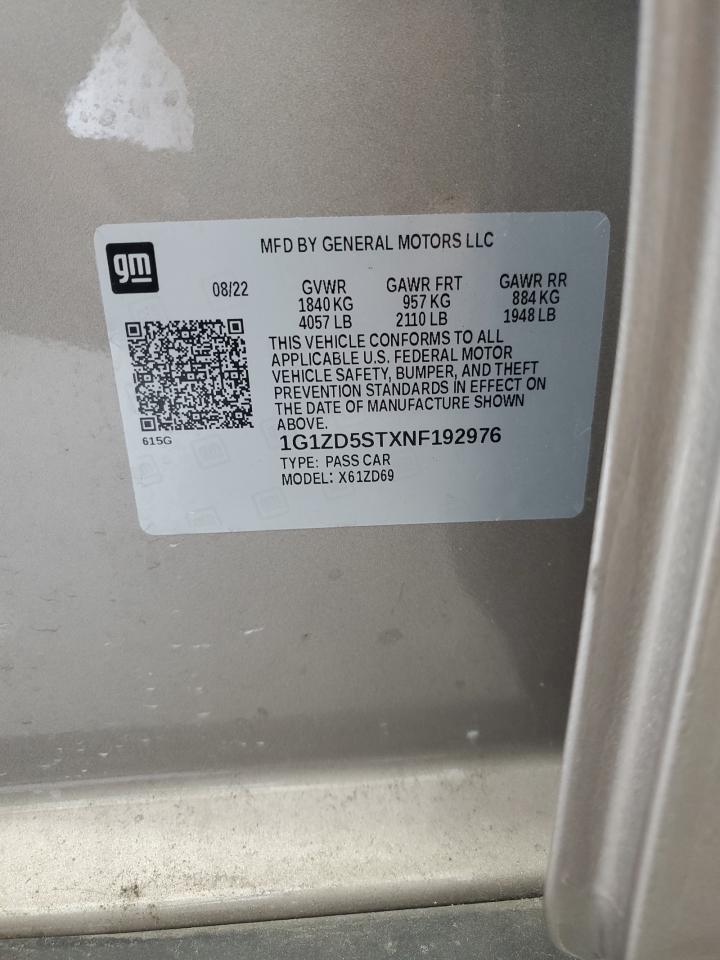 gm
MFD BY GENERAL MOTORS LLC
08/22
GVWR GAWR FRT GAWR RR
1840 KG 957 KG 884 KG
4057 LB 2110 LB 1948 LB
THIS VEHICLE CONFORMS TO ALL
APPLICABLE U.S. FEDERAL MOTOR
VEHICLE SAFETY, BUMPER, AND THEFT
PREVENTION STANDARDS IN EFFECT ON
THE DATE OF MANUFACTURE SHOWN
ABOVE.
615G
1G1ZD5STXNF192976
TYPE: PASS CAR
MODEL: X61ZD69